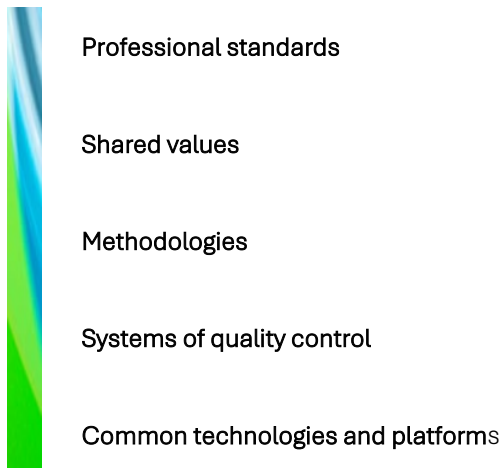 Professional standards
Shared values
Methodologies
Systems of quality control
Common technologies and platforms